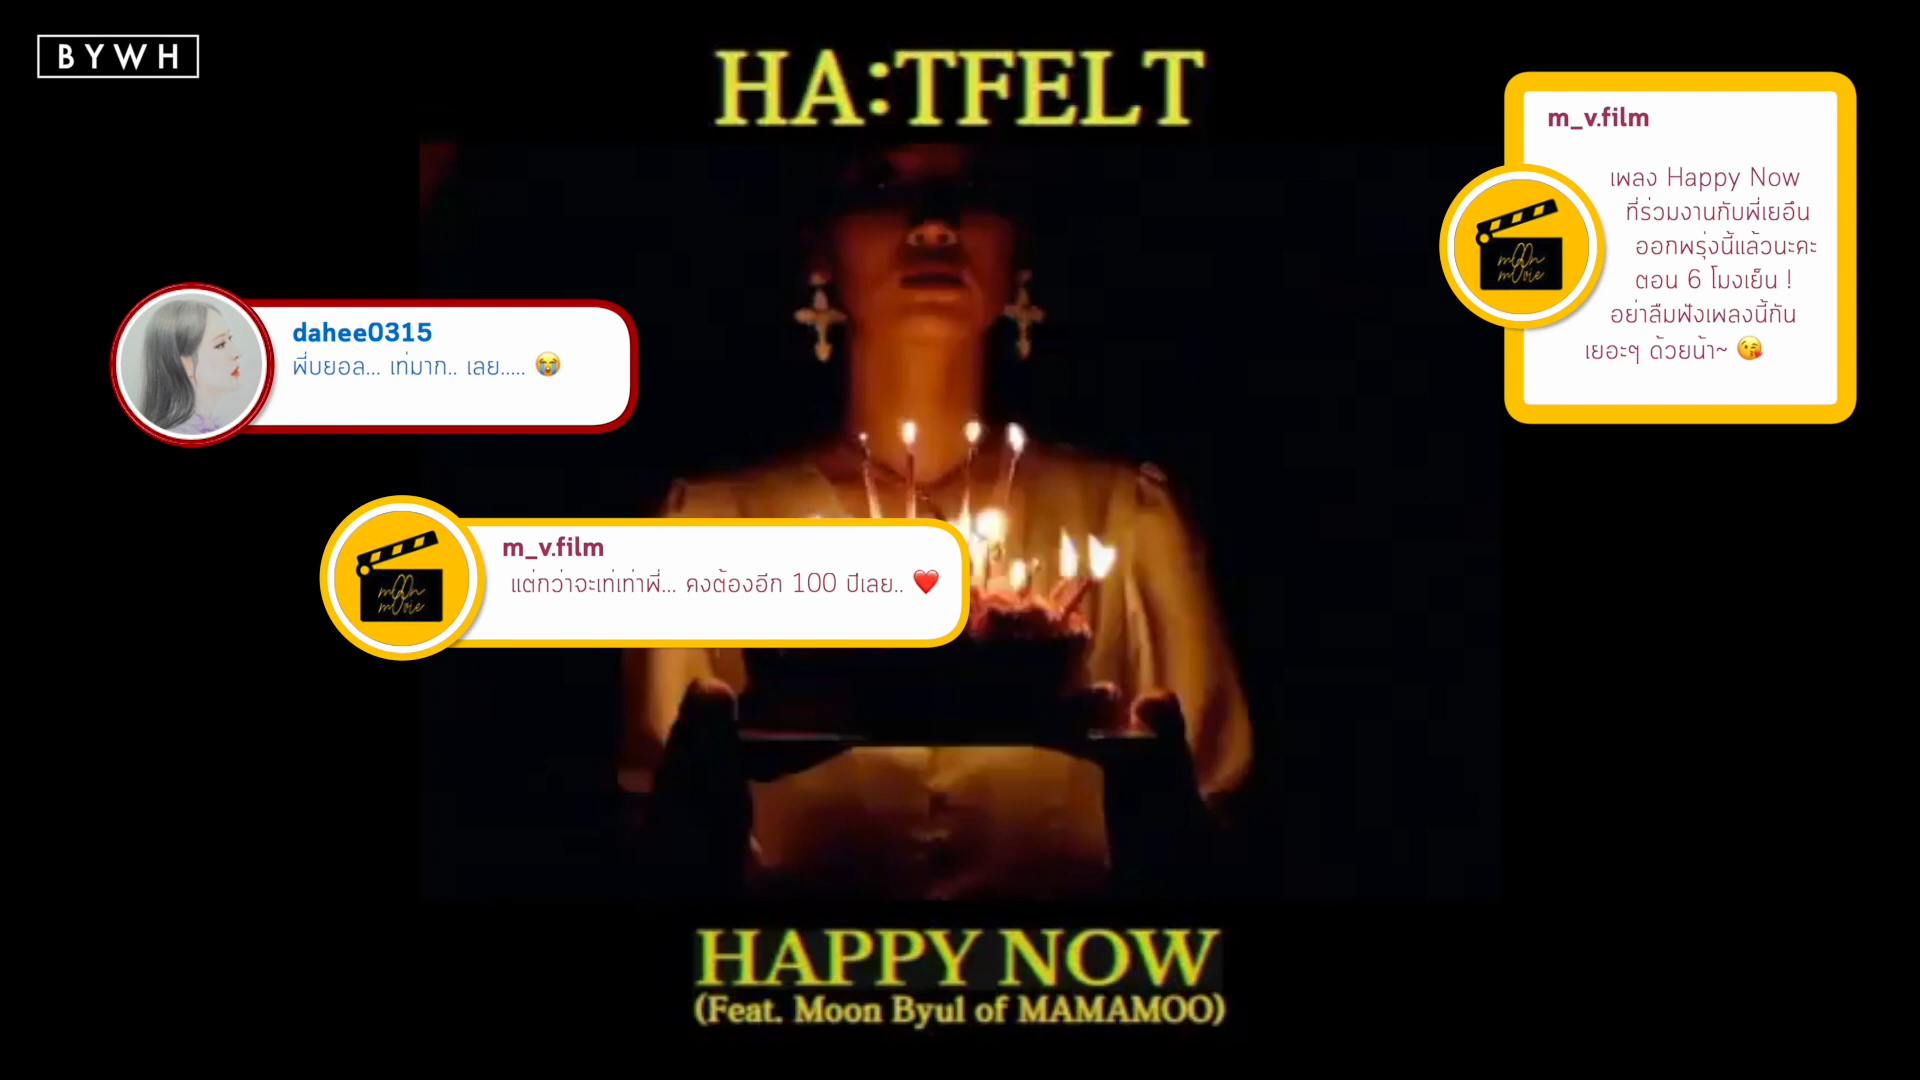 BYWH
HA:TFELT
m_v.film
เพลง Happy Now
ที่ร่วมงานกับพี่เยอึน
ออกพรุ่งนี้แล้วนะคะ
ตอน 6 โมงเย็น !
อย่าลืมฟังเพลงนี้กัน
เยอะๆ ด้วยน้า~ 😘
moon
movie
dahee0315
พี่บยอล... เท่มาก.. เลย..... 😭
m_v.film
แต่กว่าจะเท่เท่าพี่... คงต้องอีก 100 ปีเลย.. ❤️
moon
movie
HAPPY NOW
(Feat. Moon Byul of MAMAMOO)